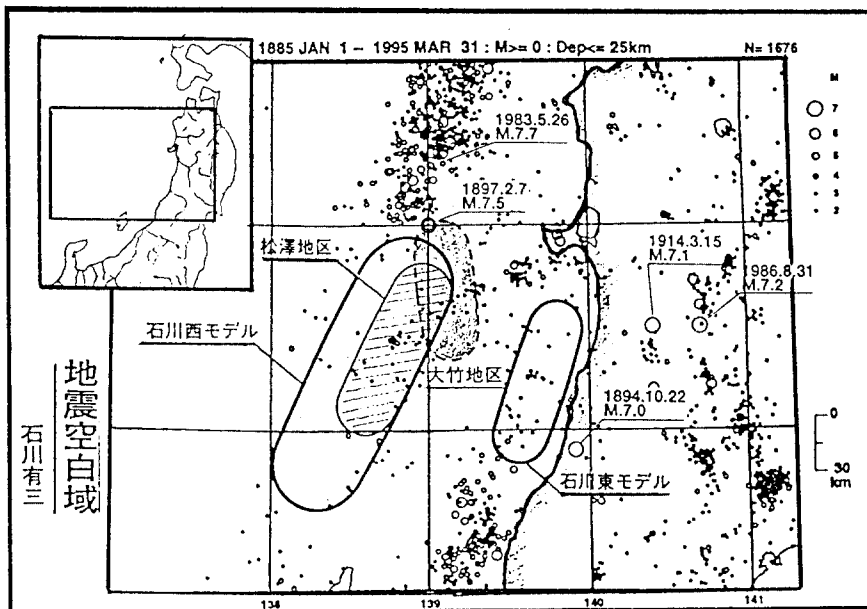 1885 JAN 1 - 1995 MAR 31 : M>= 0 : Dep<= 25km
N= 1676
M
7
6
5
4
3
2
1983.5.26
M.7.7
1897.2.7
M.7.5
松澤地区
石川西モデル
1914.3.15
M.7.1
1986.8.31
M.7.2
大竹地区
1894.10.22
M.7.0
石川東モデル
地震空白域
石川有三
0
30
km
138
139
140
141